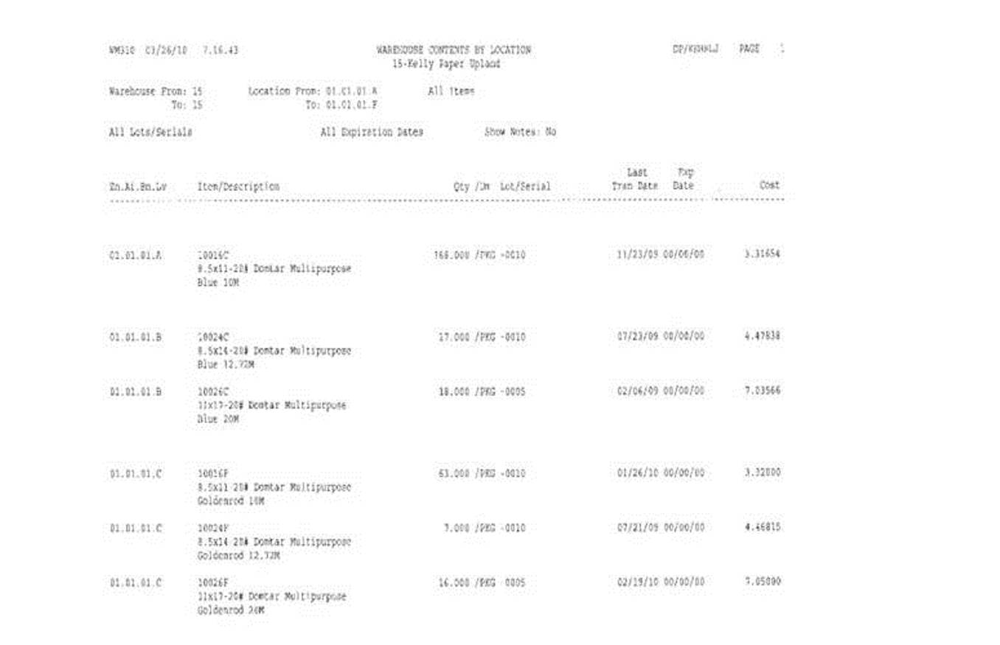 WM310 03/26/10 7.16.43 WAREHOUSE CONTENTS BY LOCATION PAGE 1
15-Kelly Paper Upland
Warehouse From: 15 Location From: 01.01.01.A All Items
To: 15 To: 01.01.01.F
All Lots/Serials All Expiration Dates Show Notes: No
Last Exp
Zn.Ai.Bn.Lv Item/Description Qty /Um Lot/Serial Tran Date Date Cost
01.01.01.A 10016C 168.000 /PKG -0010 11/23/09 00/00/00 3.31654
8.5x11-20# Domtar Multipurpose
Blue 10M
01.01.01.B 10024C 17.000 /PKG -0010 07/23/09 00/00/00 4.47838
8.5x14-20# Domtar Multipurpose
Blue 12.72M
01.01.01.B 10026C 18.000 /PKG -0005 02/06/09 00/00/00 7.03566
11x17-20# Domtar Multipurpose
Blue 20M
01.01.01.C 10016F 63.000 /PKG -0010 01/26/10 00/00/00 3.32000
8.5x11-20# Domtar Multipurpose
Goldenrod 10M
01.01.01.C 10024F 7.000 /PKG -0010 07/21/09 00/00/00 4.46815
8.5x14-20# Domtar Multipurpose
Goldenrod 12.72M
01.01.01.C 10026F 16.000 /PKG -0005 02/19/10 00/00/00 7.05000
11x17-20# Domtar Multipurpose
Goldenrod 20M